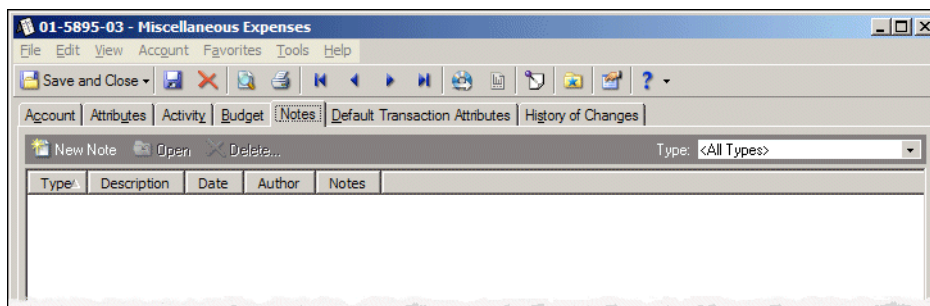 01-5895-03 - Miscellaneous Expenses
File Edit View Account Favorites Tools Help
Save and Close
Account Attributes Activity Budget Notes Default Transaction Attributes History of Changes
New Note Open Delete... Type: <All Types>
Type Description Date Author Notes